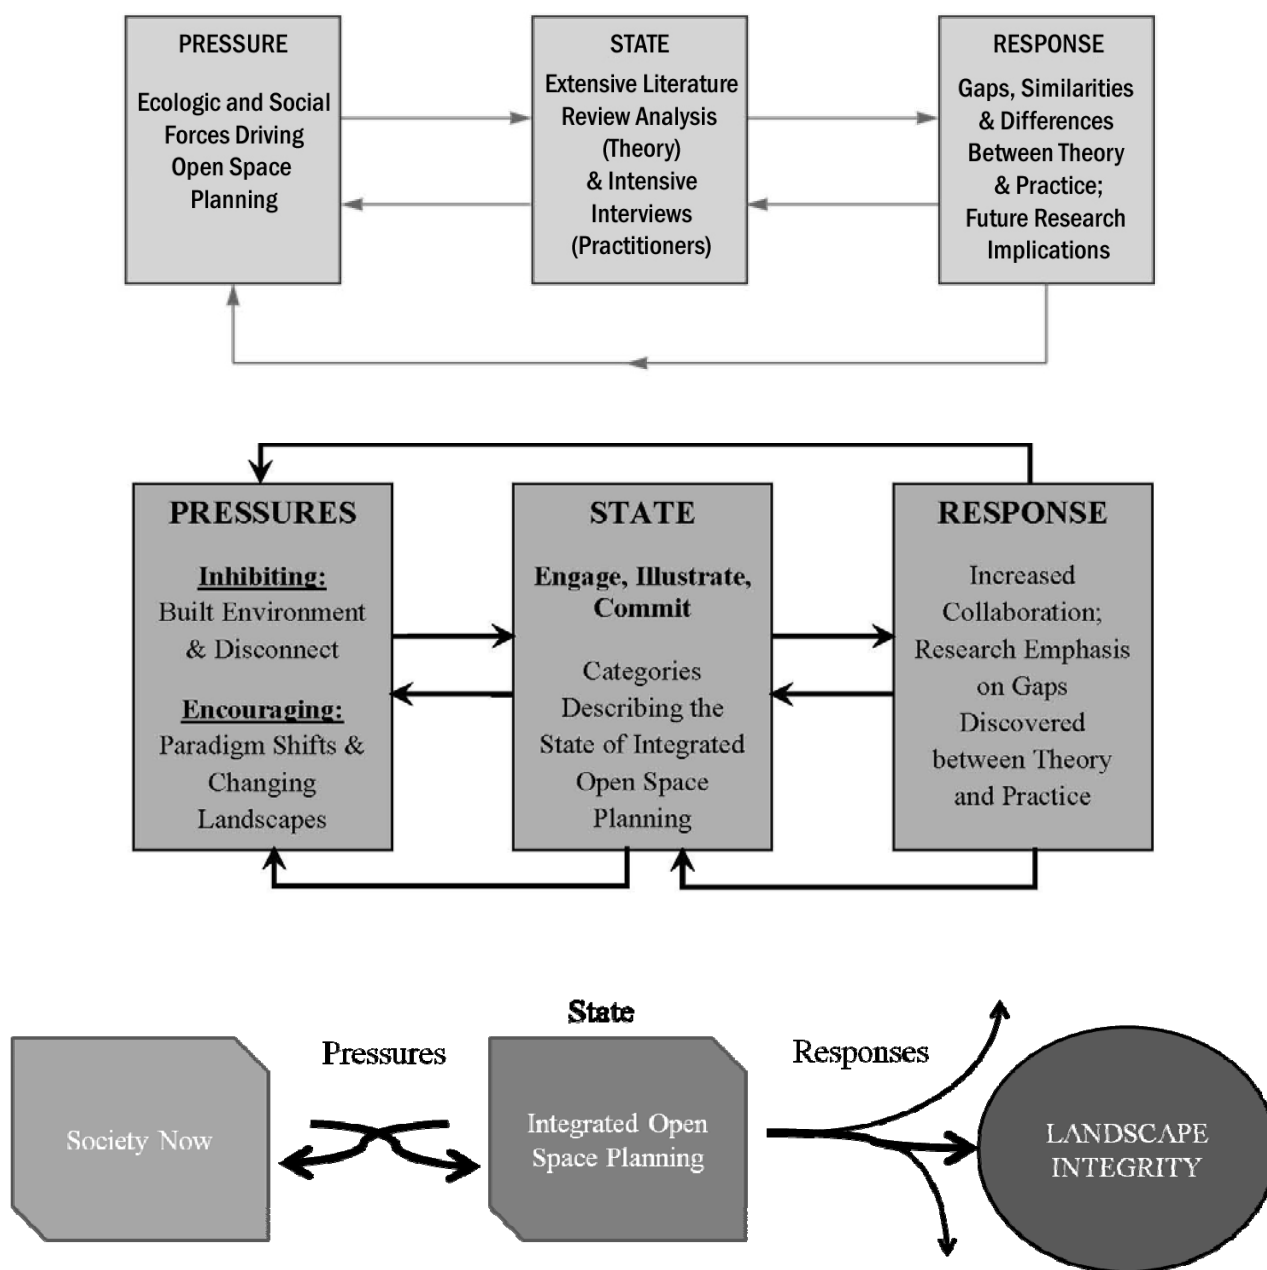 PRESSURE
Ecologic and Social
Forces Driving
Open Space
Planning
STATE
Extensive Literature
Review Analysis
(Theory)
& Intensive
Interviews
(Practitioners)
RESPONSE
Gaps, Similarities
& Differences
Between Theory
& Practice;
Future Research
Implications
PRESSURES
Inhibiting:
Built Environment
& Disconnect
Encouraging:
Paradigm Shifts &
Changing
Landscapes
STATE
Engage, Illustrate,
Commit
Categories
Describing the
State of Integrated
Open Space
Planning
RESPONSE
Increased
Collaboration;
Research Emphasis
on Gaps
Discovered
between Theory
and Practice
Society Now
Pressures
State
Integrated Open
Space Planning
Responses
LANDSCAPE
INTEGRITY